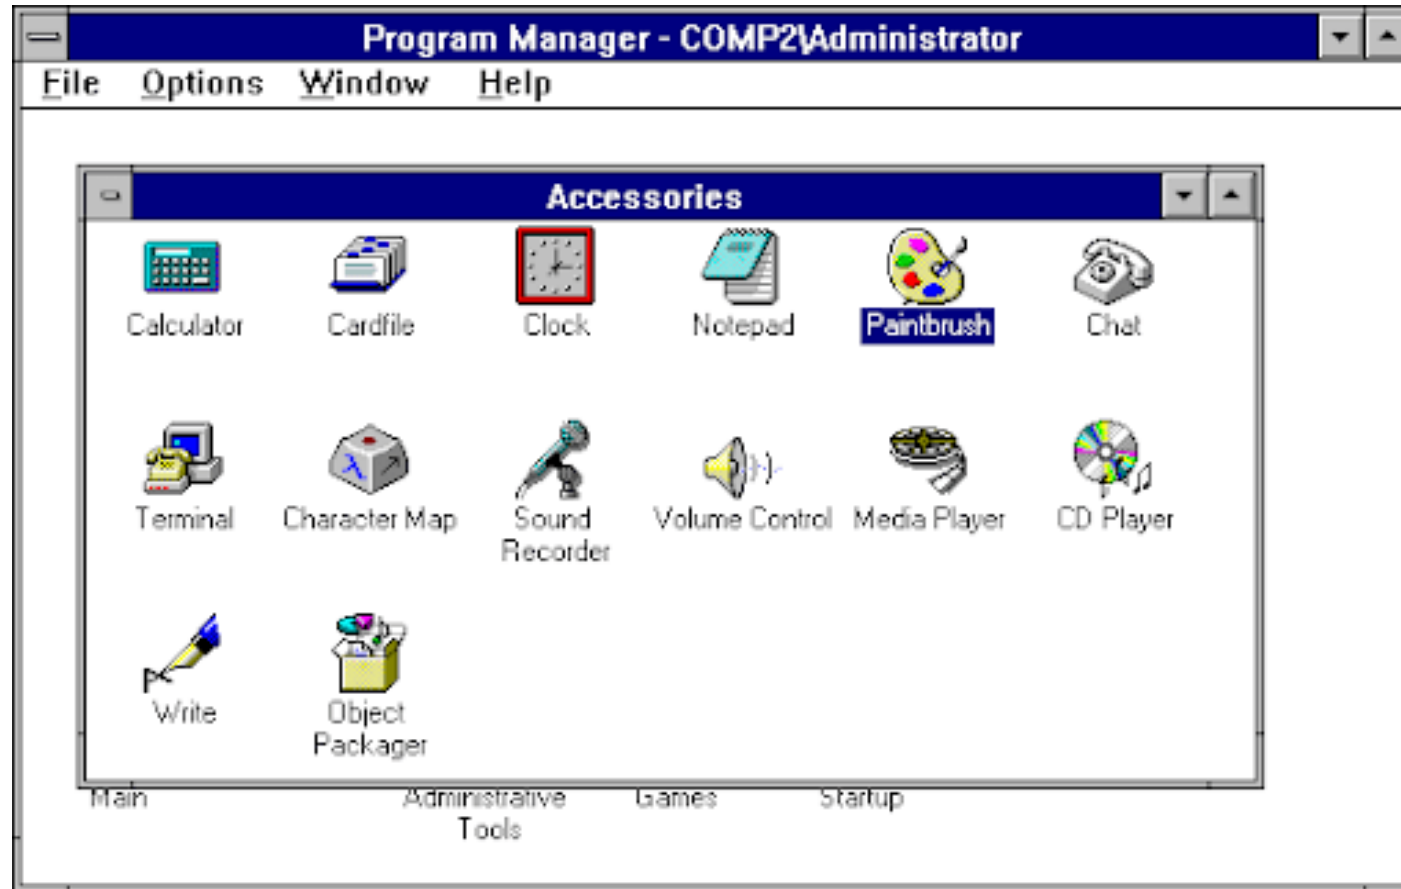 Program Manager - COMP2\Administrator
File Options Window Help
Accessories
Calculator Cardfile Clock Notepad Paintbrush Chat
Terminal Character Map Sound Recorder Volume Control Media Player CD Player
Write Object Packager
Main Administrative Tools Games Startup